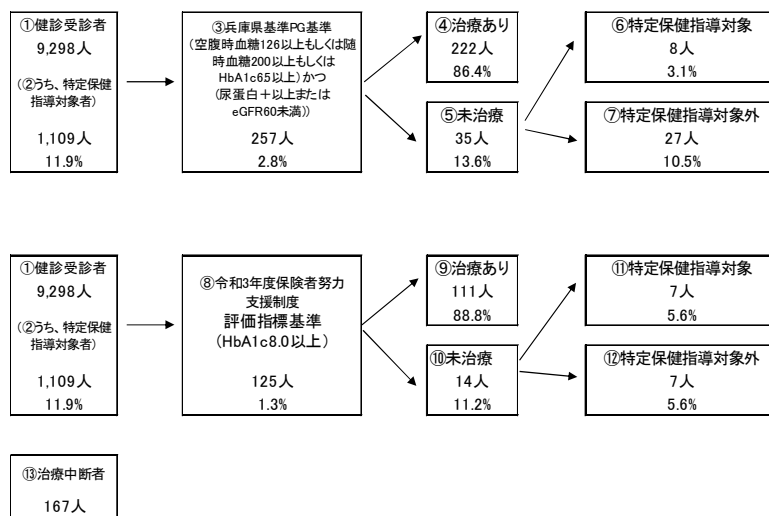 ①健診受診者
9,298人
(②うち、特定保健
指導対象者)
1,109人
11.9%
③兵庫県基準PG基準
(空腹時血糖126以上もしくは随
時血糖200以上もしくは
HbA1c65以上)かつ
(尿蛋白+以上または
eGFR60未満))
257人
2.8%
④治療あり
222人
86.4%
⑤未治療
35人
13.6%
⑥特定保健指導対象
8人
3.1%
⑦特定保健指導対象外
27人
10.5%
①健診受診者
9,298人
(②うち、特定保健
指導対象者)
1,109人
11.9%
⑧令和3年度保険者努力
支援制度
評価指標基準
(HbA1c8.0以上)
125人
1.3%
⑨治療あり
111人
88.8%
⑩未治療
14人
11.2%
⑪特定保健指導対象
7人
5.6%
⑫特定保健指導対象外
7人
5.6%
⑬治療中断者
167人